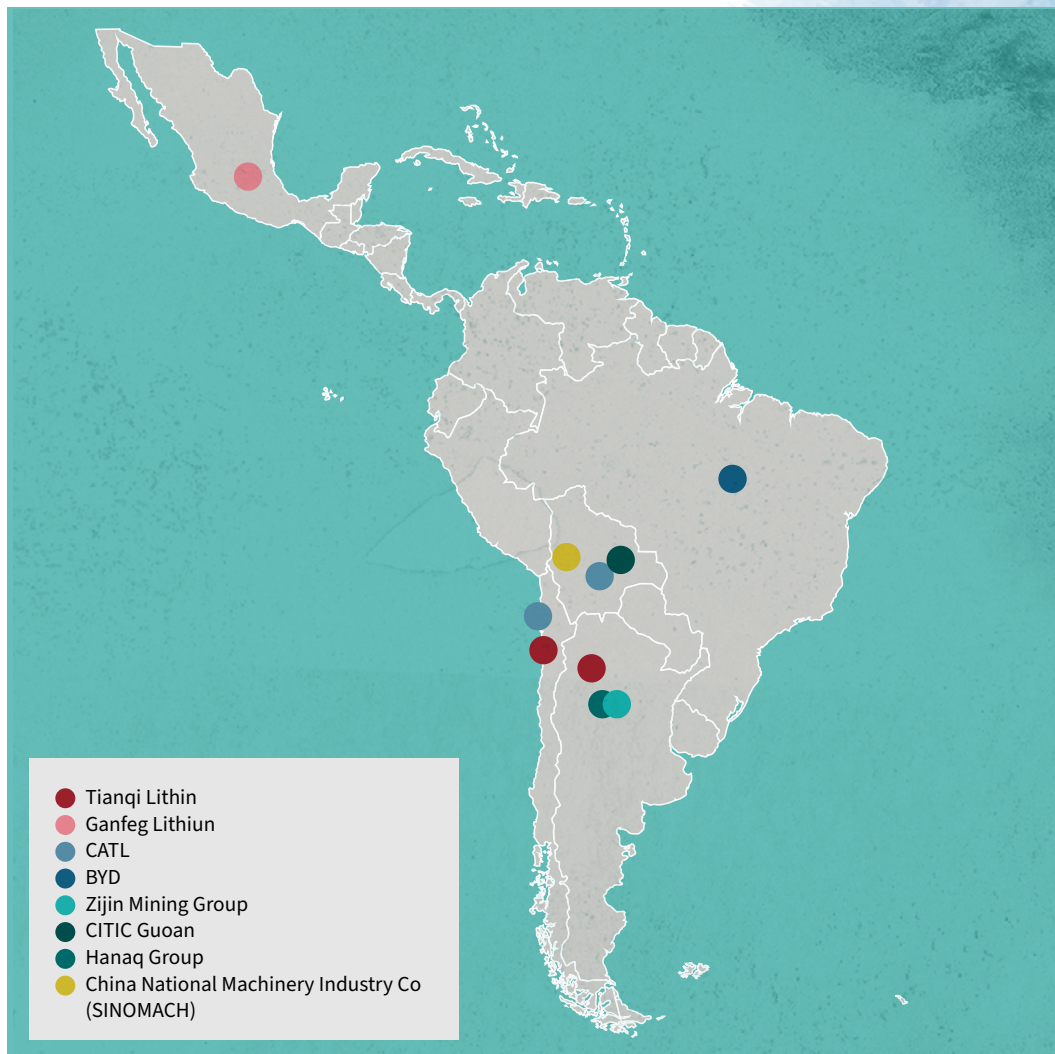 Tianqi Lithin
Ganfeg Lithiun
CATL
BYD
Zijin Mining Group
CITIC Guoan
Hanaq Group
China National Machinery Industry Co
(SINOMACH)